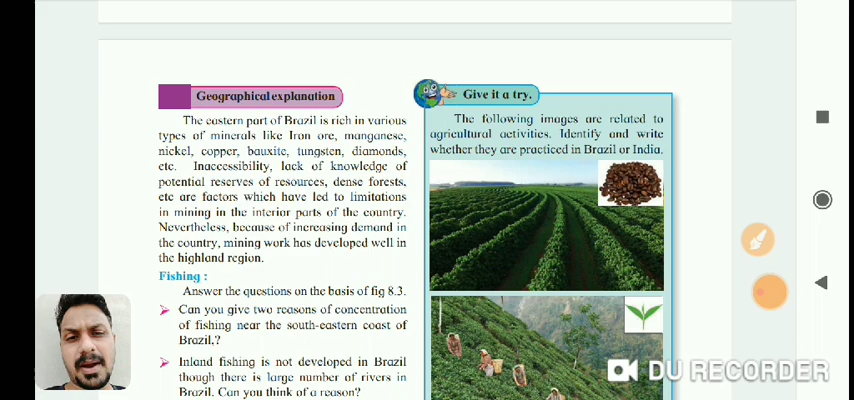 Geographical explanation
The eastern part of Brazil is rich in various
types of minerals like Iron ore, manganese,
nickel, copper, bauxite, tungsten, diamonds,
etc. Inaccessibility, lack of knowledge of
potential reserves of resources, dense forests,
etc are factors which have led to limitations
in mining in the interior parts of the country.
Nevertheless, because of increasing demand in
the country, mining work has developed well in
the highland region.
Fishing :
Answer the questions on the basis of fig 8.3.
Can you give two reasons of concentration
of fishing near the south-eastern coast of
Brazil,?
Inland fishing is not developed in Brazil
though there is large number of rivers in
Brazil. Can you think of a reason?
Give it a try.
The following images are related to
agricultural activities. Identify and write
whether they are practiced in Brazil or India.
DU RECORDER